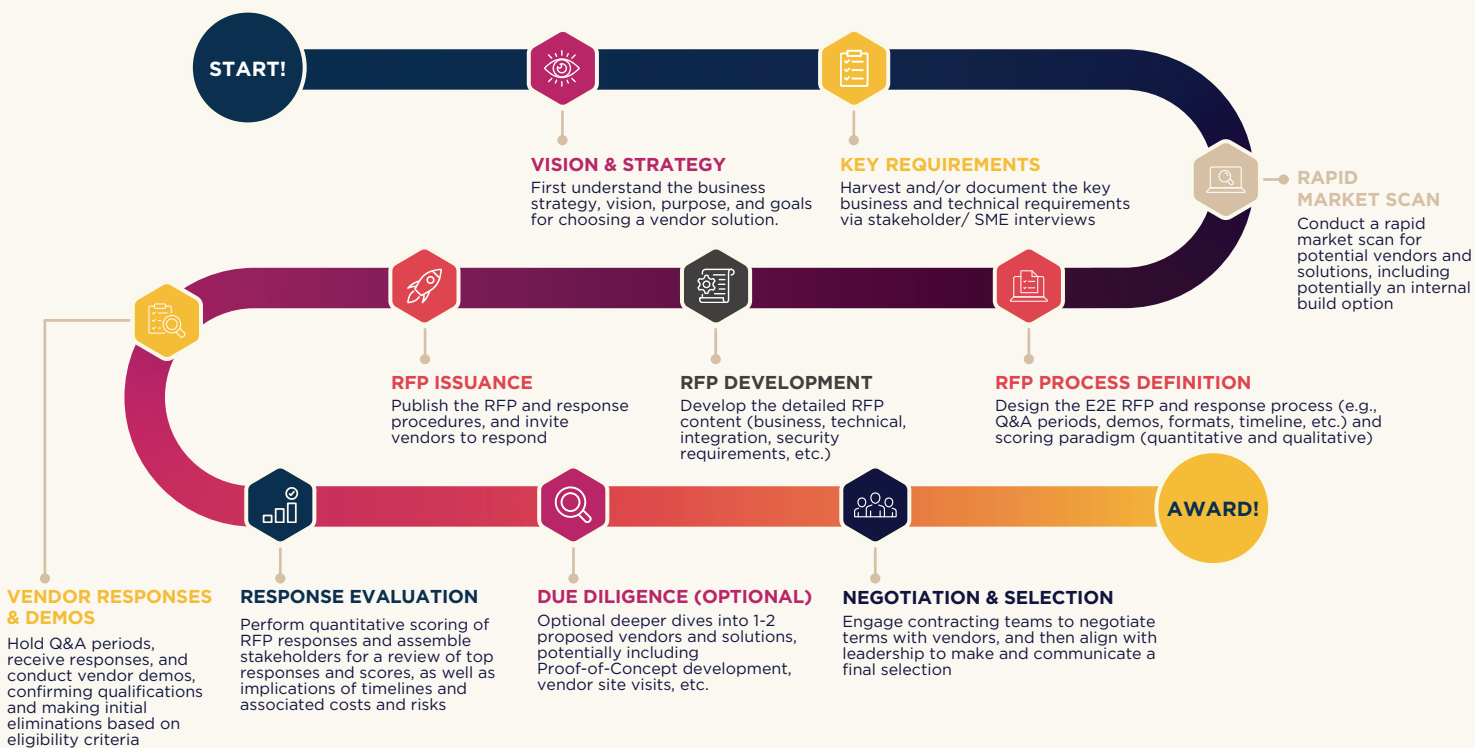 START!
VISION & STRATEGY
First understand the business
strategy, vision, purpose, and goals
for choosing a vendor solution.
KEY REQUIREMENTS
Harvest and/or document the key
business and technical requirements
via stakeholder/ SME interviews
RAPID
MARKET SCAN
Conduct a rapid
market scan for
potential vendors and
solutions, including
potentially an internal
build option
RFP PROCESS DEFINITION
Design the E2E RFP and response process (e.g.,
Q&A periods, demos, formats, timeline, etc.) and
scoring paradigm (quantitative and qualitative)
RFP DEVELOPMENT
Develop the detailed RFP
content (business, technical,
integration, security
requirements, etc.)
RFP ISSUANCE
Publish the RFP and response
procedures, and invite
vendors to respond
VENDOR RESPONSES
& DEMOS
Hold Q&A periods,
receive responses, and
conduct vendor demos,
confirming qualifications
and making initial
eliminations based on
eligibility criteria
RESPONSE EVALUATION
Perform quantitative scoring of
RFP responses and assemble
stakeholders for a review of top
responses and scores, as well as
implications of timelines and
associated costs and risks
DUE DILIGENCE (OPTIONAL)
Optional deeper dives into 1-2
proposed vendors and solutions,
potentially including
Proof-of-Concept development,
vendor site visits, etc.
NEGOTIATION & SELECTION
Engage contracting teams to negotiate
terms with vendors, and then align with
leadership to make and communicate a
final selection
AWARD!